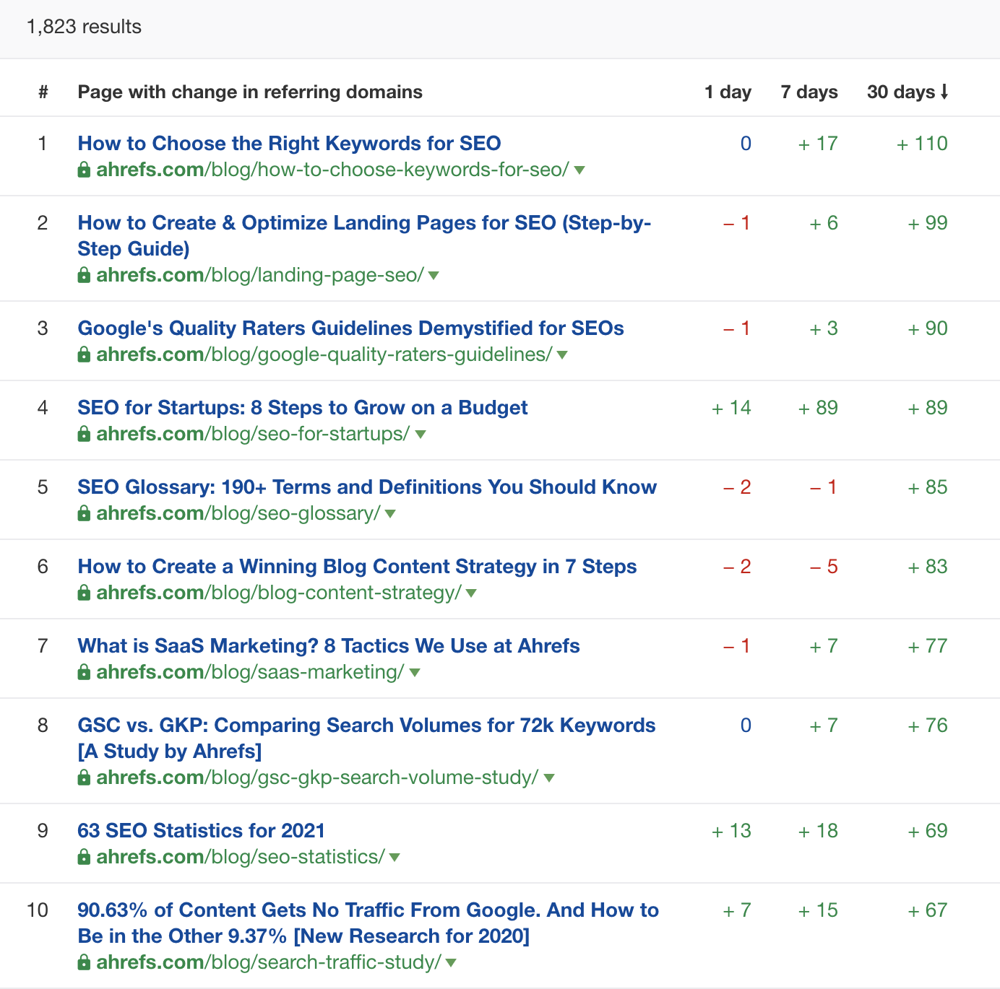 1,823 results
# Page with change in referring domains 1 day 7 days 30 days ↓
1 How to Choose the Right Keywords for SEO 0 + 17 + 110
ahrefs.com/blog/how-to-choose-keywords-for-seo/ ▼
2 How to Create & Optimize Landing Pages for SEO (Step-by- − 1 + 6 + 99
Step Guide)
ahrefs.com/blog/landing-page-seo/ ▼
3 Google's Quality Raters Guidelines Demystified for SEOs − 1 + 3 + 90
ahrefs.com/blog/google-quality-raters-guidelines/ ▼
4 SEO for Startups: 8 Steps to Grow on a Budget + 14 + 89 + 89
ahrefs.com/blog/seo-for-startups/ ▼
5 SEO Glossary: 190+ Terms and Definitions You Should Know − 2 − 1 + 85
ahrefs.com/blog/seo-glossary/ ▼
6 How to Create a Winning Blog Content Strategy in 7 Steps − 2 − 5 + 83
ahrefs.com/blog/blog-content-strategy/ ▼
7 What is SaaS Marketing? 8 Tactics We Use at Ahrefs − 1 + 7 + 77
ahrefs.com/blog/saas-marketing/ ▼
8 GSC vs. GKP: Comparing Search Volumes for 72k Keywords 0 + 7 + 76
[A Study by Ahrefs]
ahrefs.com/blog/gsc-gkp-search-volume-study/ ▼
9 63 SEO Statistics for 2021 + 13 + 18 + 69
ahrefs.com/blog/seo-statistics/ ▼
10 90.63% of Content Gets No Traffic From Google. And How to + 7 + 15 + 67
Be in the Other 9.37% [New Research for 2020]
ahrefs.com/blog/search-traffic-study/ ▼